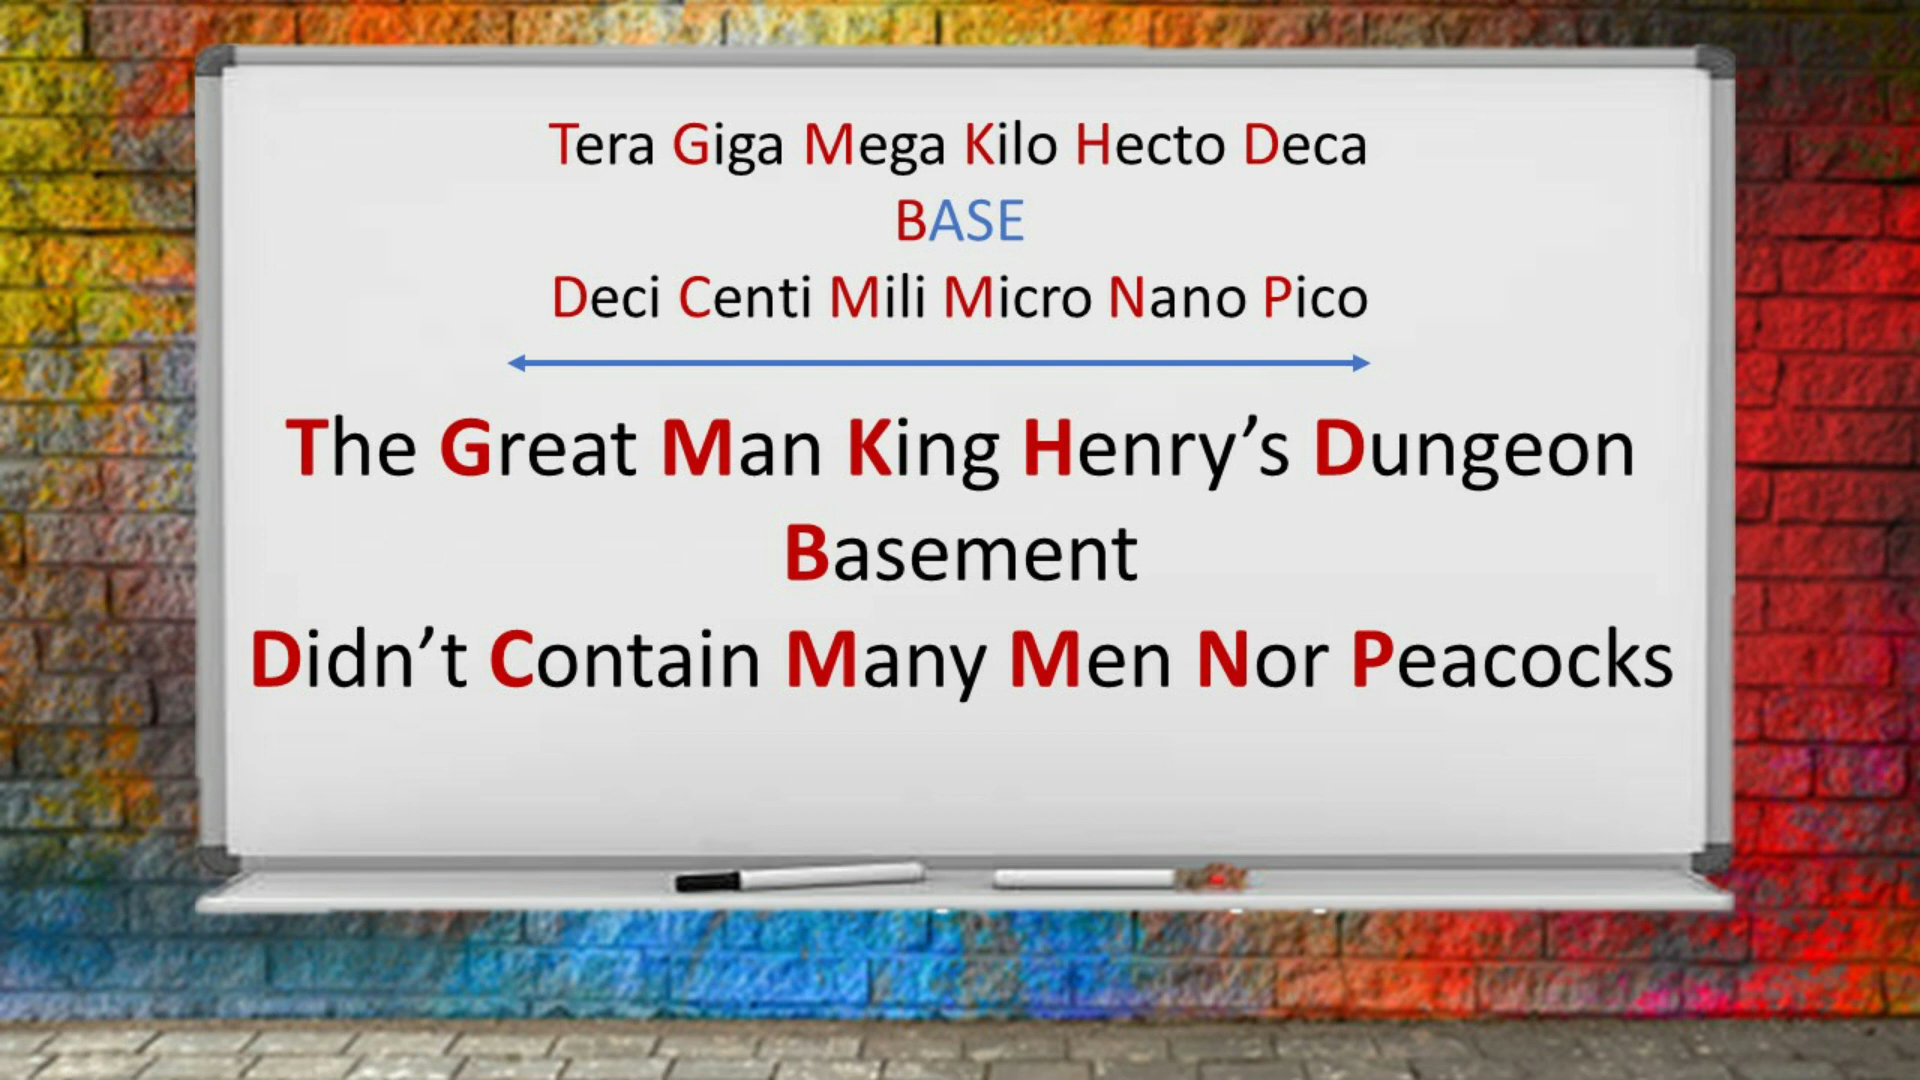 Tera Giga Mega Kilo Hecto Deca
BASE
Deci Centi Mili Micro Nano Pico
The Great Man King Henry’s Dungeon
Basement
Didn’t Contain Many Men Nor Peacocks